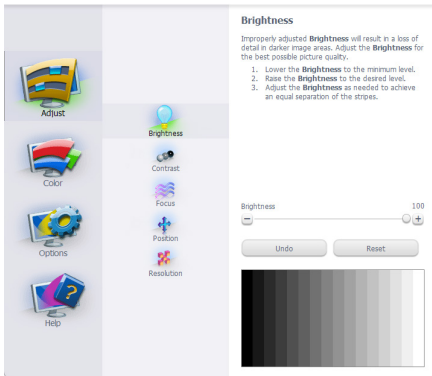 Adjust
Color
Options
Help
Brightness
Contrast
Focus
Position
Resolution
Brightness
Improperly adjusted Brightness will result in a loss of
detail in darker image areas. Adjust the Brightness for
the best possible picture quality.
1. Lower the Brightness to the minimum level.
2. Raise the Brightness to the desired level.
3. Adjust the Brightness as needed to achieve
an equal separation of the stripes.
Brightness 100
Undo Reset